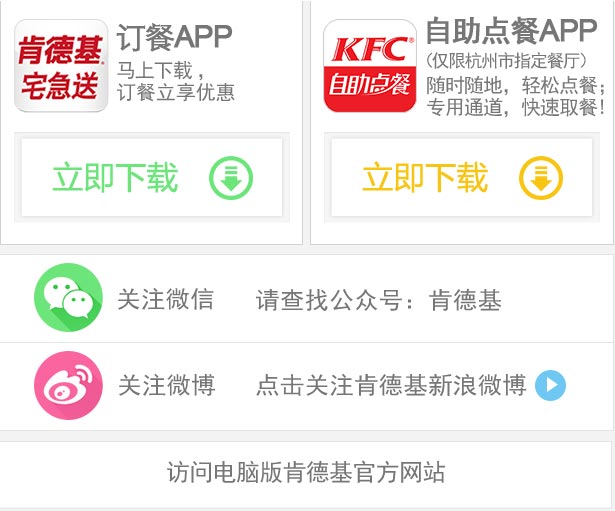 肯德基
宅急送
订餐APP
马上下载，
订餐立享优惠
立即下载
KFC®
自助点餐
自助点餐APP
(仅限杭州市指定餐厅)
随时随地，轻松点餐；
专用通道，快速取餐！
立即下载
关注微信 请查找公众号：肯德基
关注微博 点击关注肯德基新浪微博
访问电脑版肯德基官方网站